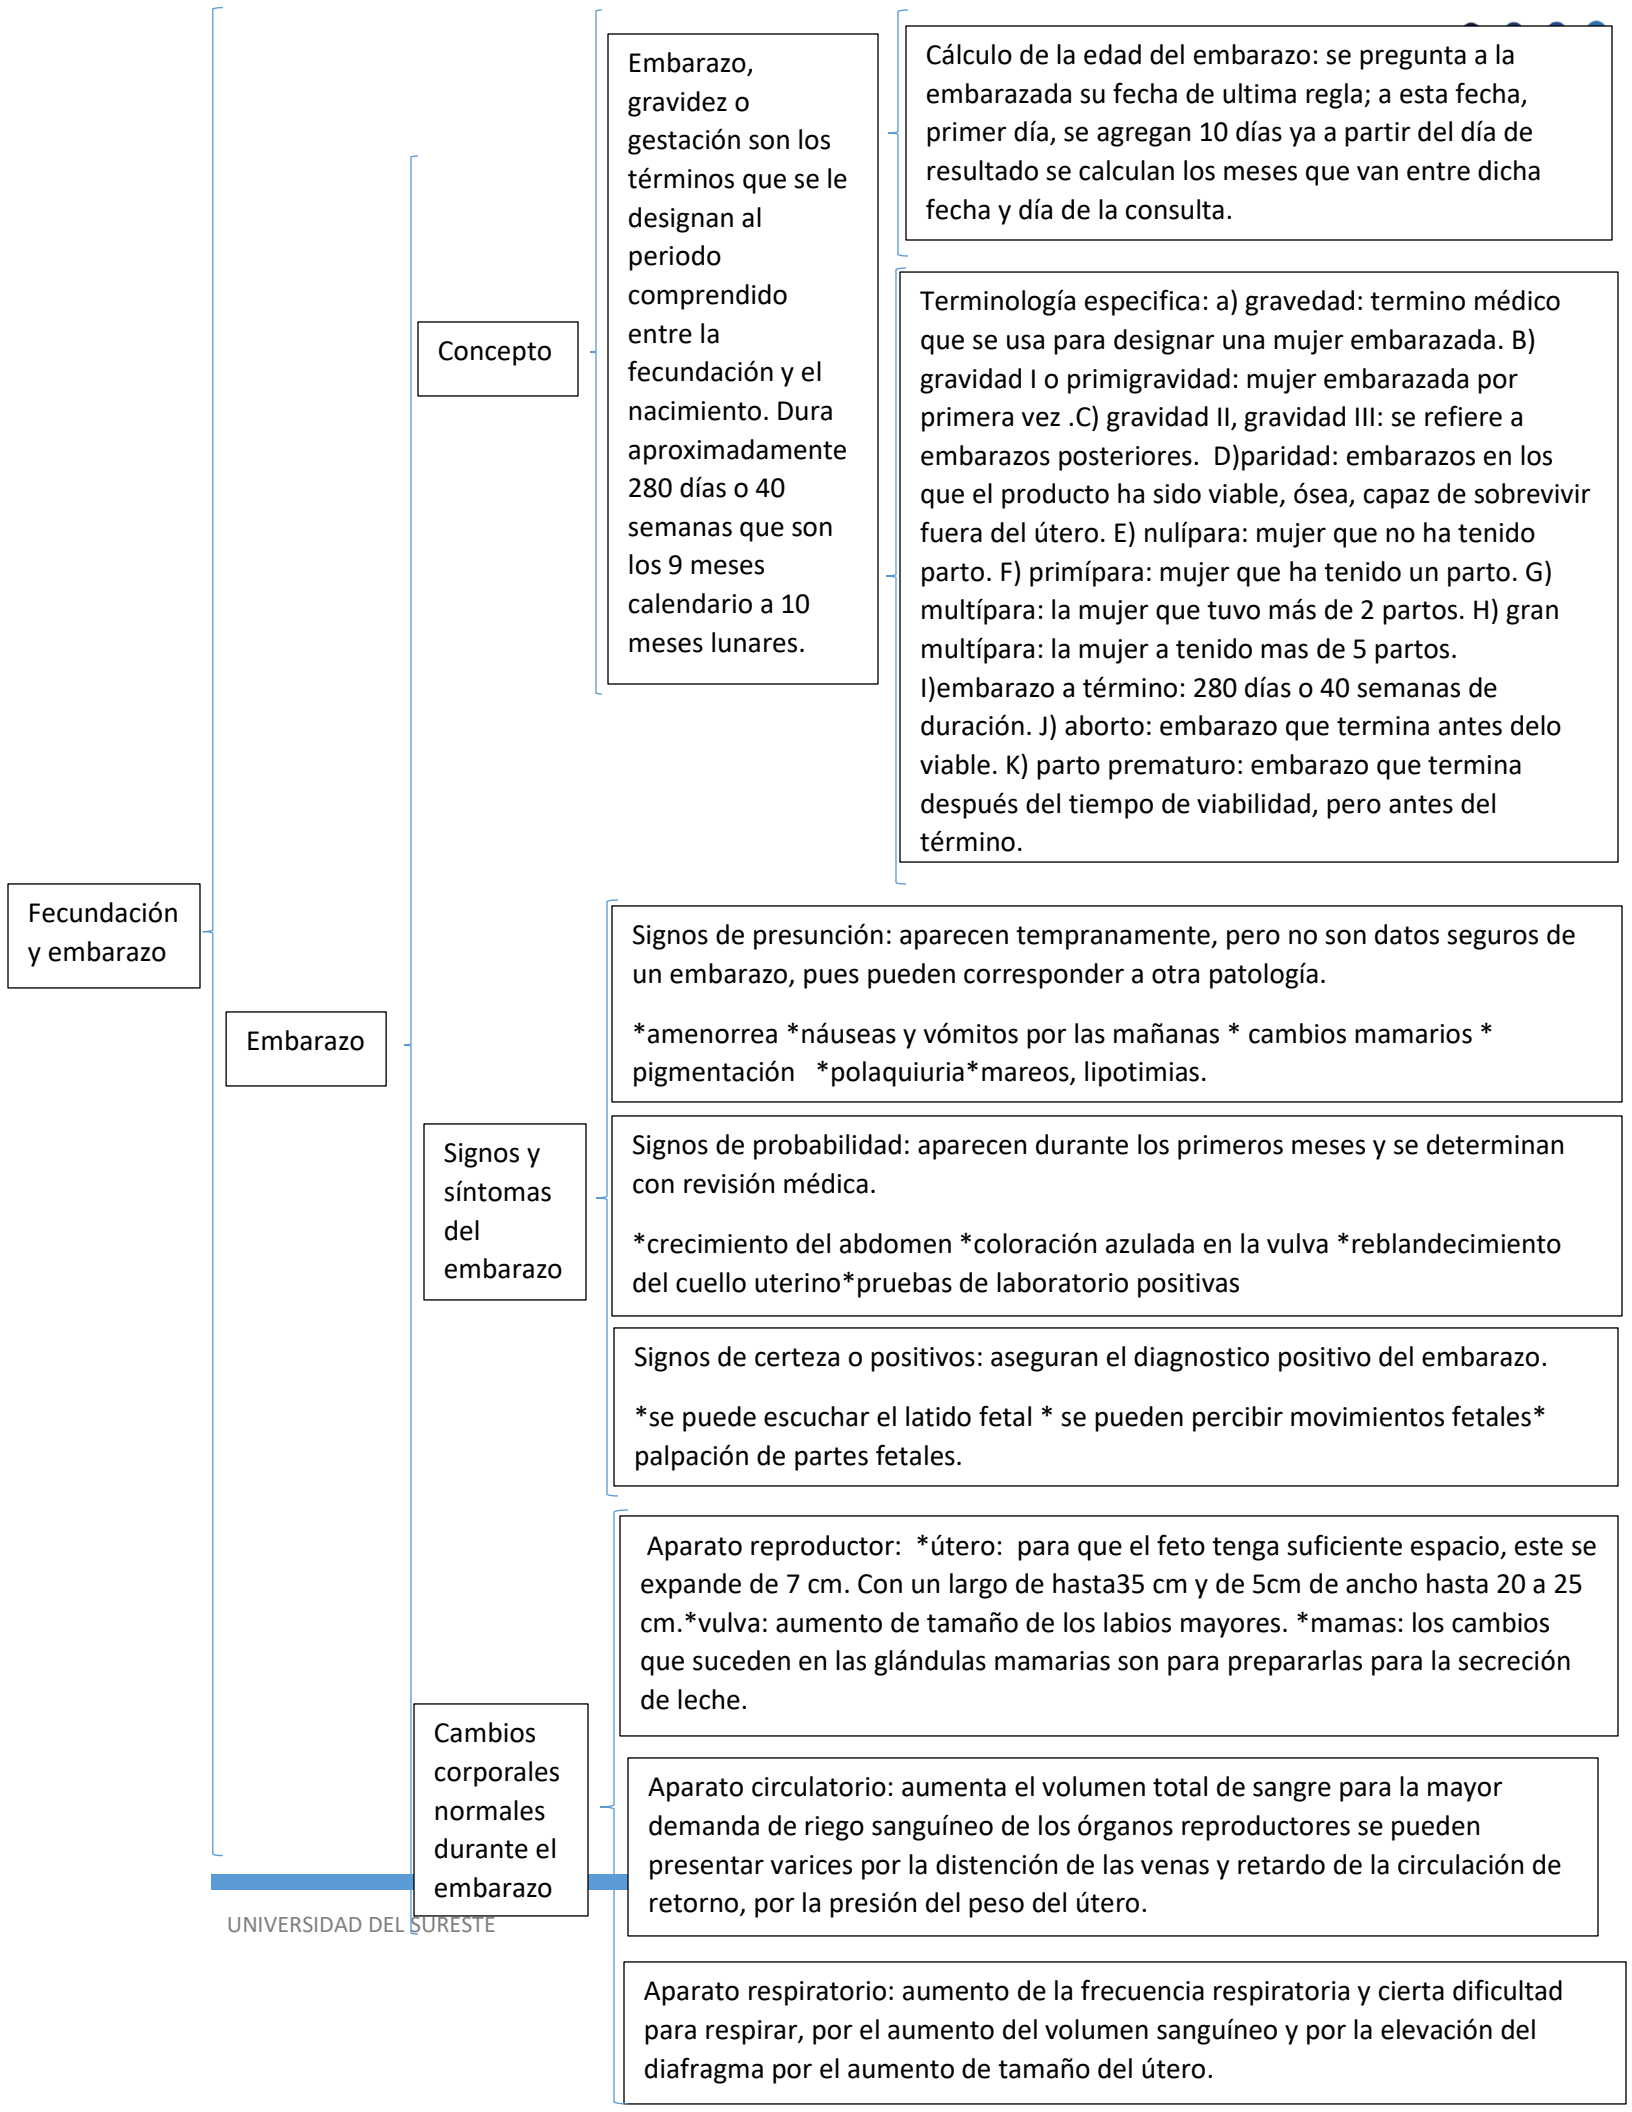 Fecundación
y embarazo
Embarazo
Concepto
Embarazo,
gravidez o
gestación son los
términos que se le
designan al
periodo
comprendido
entre la
fecundación y el
nacimiento. Dura
aproximadamente
280 días o 40
semanas que son
los 9 meses
calendario a 10
meses lunares.
Cálculo de la edad del embarazo: se pregunta a la
embarazada su fecha de ultima regla; a esta fecha,
primer día, se agregan 10 días ya a partir del día de
resultado se calculan los meses que van entre dicha
fecha y día de la consulta.
Terminología especifica: a) gravedad: termino médico
que se usa para designar una mujer embarazada. B)
gravidad I o primigravidad: mujer embarazada por
primera vez .C) gravidad II, gravidad III: se refiere a
embarazos posteriores.  D)paridad: embarazos en los
que el producto ha sido viable, ósea, capaz de sobrevivir
fuera del útero. E) nulípara: mujer que no ha tenido
parto. F) primípara: mujer que ha tenido un parto. G)
multípara: la mujer que tuvo más de 2 partos. H) gran
multípara: la mujer a tenido mas de 5 partos.
I)embarazo a término: 280 días o 40 semanas de
duración. J) aborto: embarazo que termina antes delo
viable. K) parto prematuro: embarazo que termina
después del tiempo de viabilidad, pero antes del
término.
Signos y
síntomas
del
embarazo
Signos de presunción: aparecen tempranamente, pero no son datos seguros de
un embarazo, pues pueden corresponder a otra patología.
*amenorrea *náuseas y vómitos por las mañanas * cambios mamarios *
pigmentación   *polaquiuria*mareos, lipotimias.
Signos de probabilidad: aparecen durante los primeros meses y se determinan
con revisión médica.
*crecimiento del abdomen *coloración azulada en la vulva *reblandecimiento
del cuello uterino*pruebas de laboratorio positivas
Signos de certeza o positivos: aseguran el diagnostico positivo del embarazo.
*se puede escuchar el latido fetal * se pueden percibir movimientos fetales*
palpación de partes fetales.
Cambios
corporales
normales
durante el
embarazo
Aparato reproductor:  *útero:  para que el feto tenga suficiente espacio, este se
expande de 7 cm. Con un largo de hasta35 cm y de 5cm de ancho hasta 20 a 25
cm.*vulva: aumento de tamaño de los labios mayores. *mamas: los cambios
que suceden en las glándulas mamarias son para prepararlas para la secreción
de leche.
Aparato circulatorio: aumenta el volumen total de sangre para la mayor
demanda de riego sanguíneo de los órganos reproductores se pueden
presentar varices por la distención de las venas y retardo de la circulación de
retorno, por la presión del peso del útero.
Aparato respiratorio: aumento de la frecuencia respiratoria y cierta dificultad
para respirar, por el aumento del volumen sanguíneo y por la elevación del
diafragma por el aumento de tamaño del útero.
UNIVERSIDAD DEL SURESTE